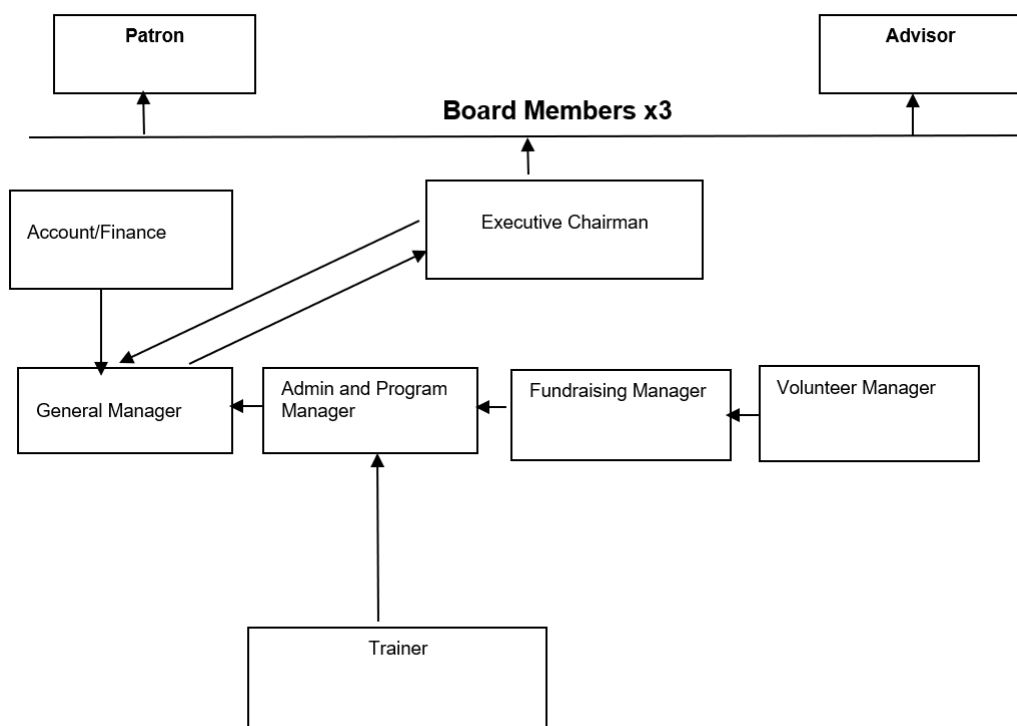 Patron
Advisor
Board Members x3
Executive Chairman
Account/Finance
General Manager
Admin and Program
Manager
Fundraising Manager
Volunteer Manager
Trainer